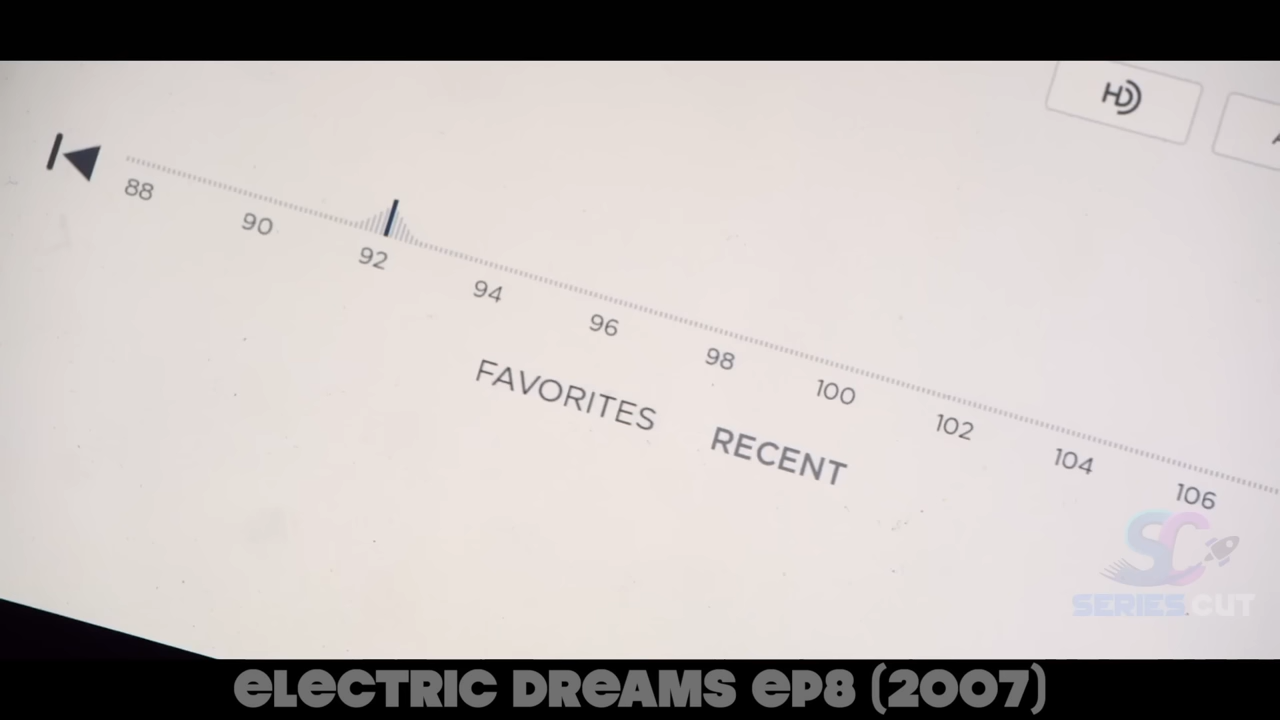 HD
88 90 92 94 96 98 100 102 104 106
FAVORITES RECENT
SC
SERIES.CUT
ELECTRIC DREAMS EP8 (2007)